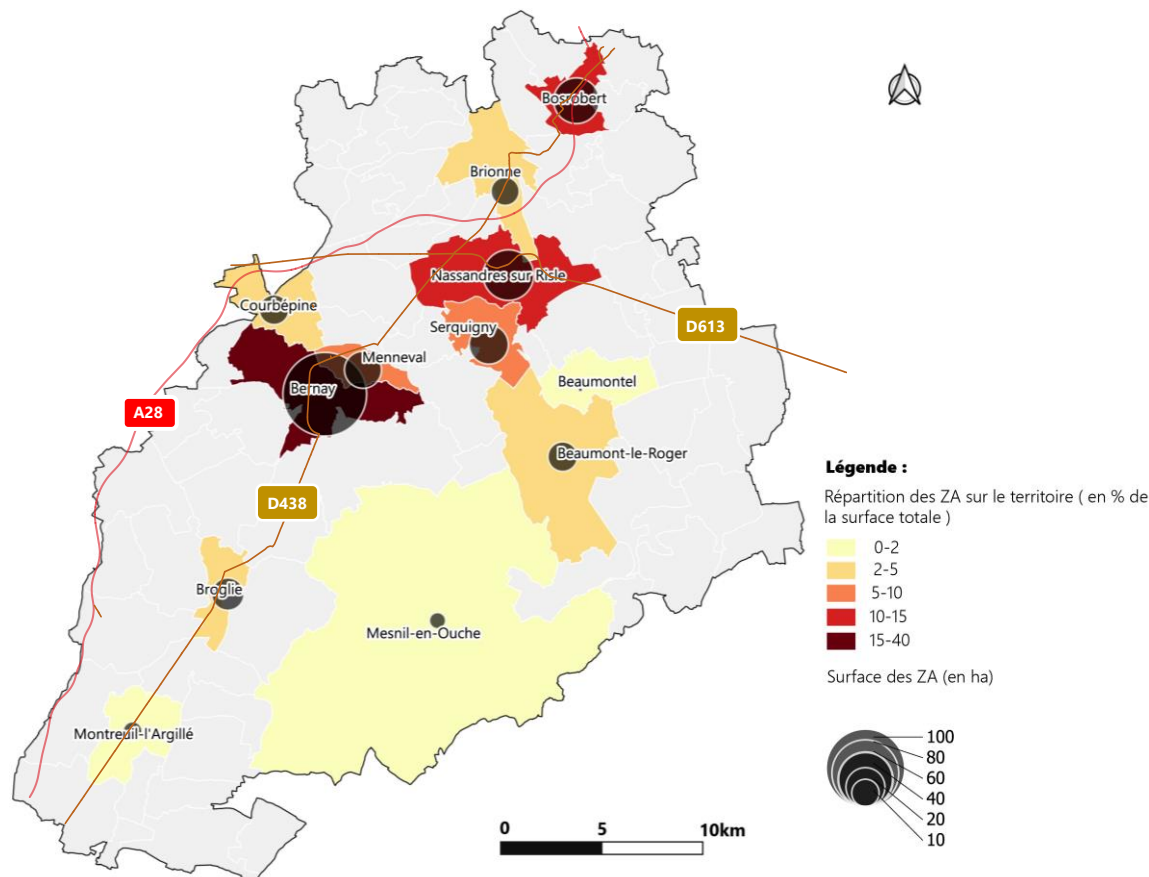 Bosrobert
Brionne
Nassandres sur Risle
Courbépine
Serquigny
D613
Menneval
Bernay
Beaumontel
A28
Beaumont-le-Roger
D438
Broglie
Mesnil-en-Ouche
Montreuil-l'Argillé
Légende :
Répartition des ZA sur le territoire ( en % de
la surface totale )
0-2
2-5
5-10
10-15
15-40
Surface des ZA (en ha)
100
80
60
40
20
10
0 5 10km